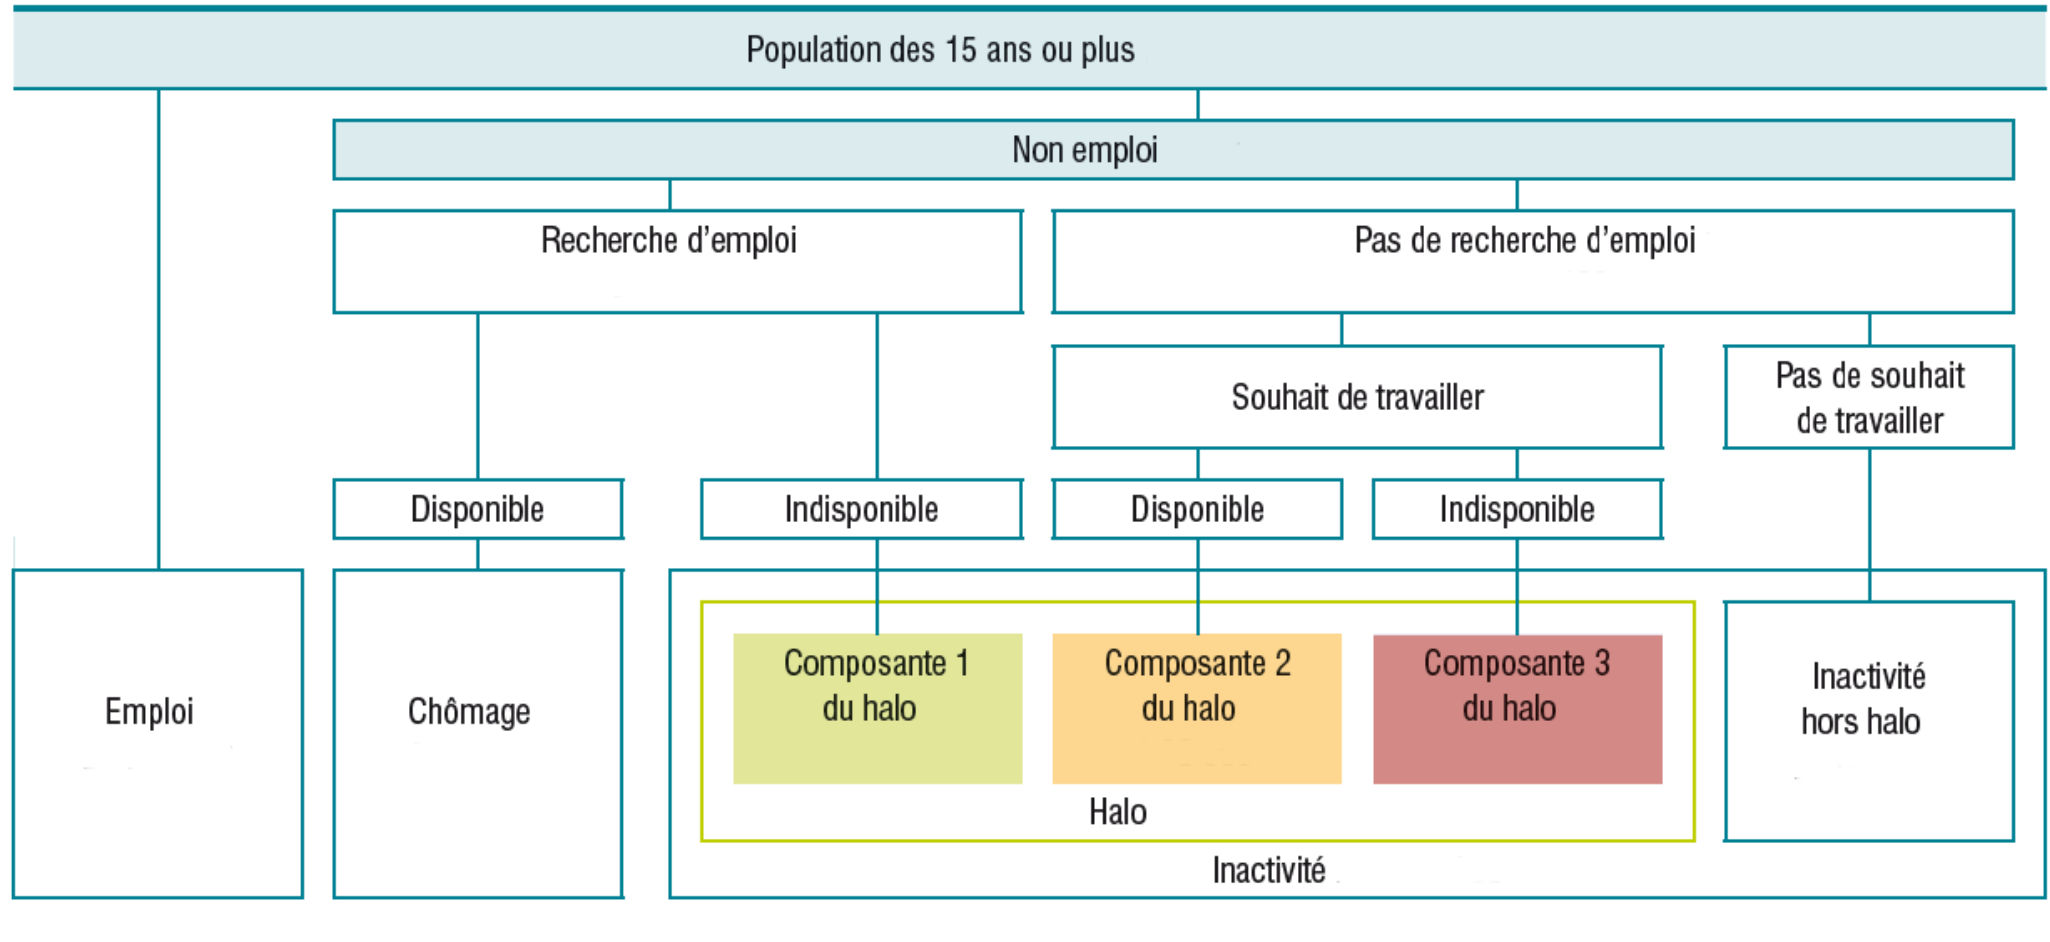 Population des 15 ans ou plus
Non emploi
Recherche d'emploi
Pas de recherche d'emploi
Souhait de travailler
Pas de souhait
de travailler
Disponible
Indisponible
Disponible
Indisponible
Emploi
Chômage
Composante 1
du halo
Composante 2
du halo
Composante 3
du halo
Inactivité
hors halo
Halo
Inactivité